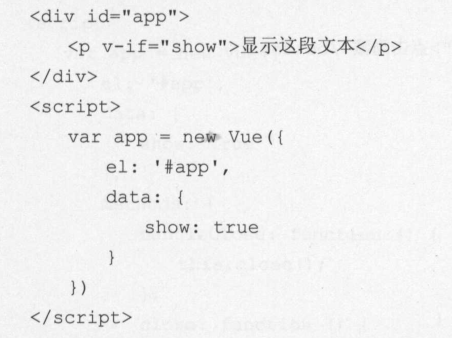 <div id="app">
    <p v-if="show">显示这段文本</p>
</div>
<script>
    var app = new Vue({
        el: '#app',
        data: {
            show: true
        }
    })
</script>